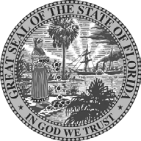 GREAT SEAL OF THE STATE OF FLORIDA
IN GOD WE TRUST